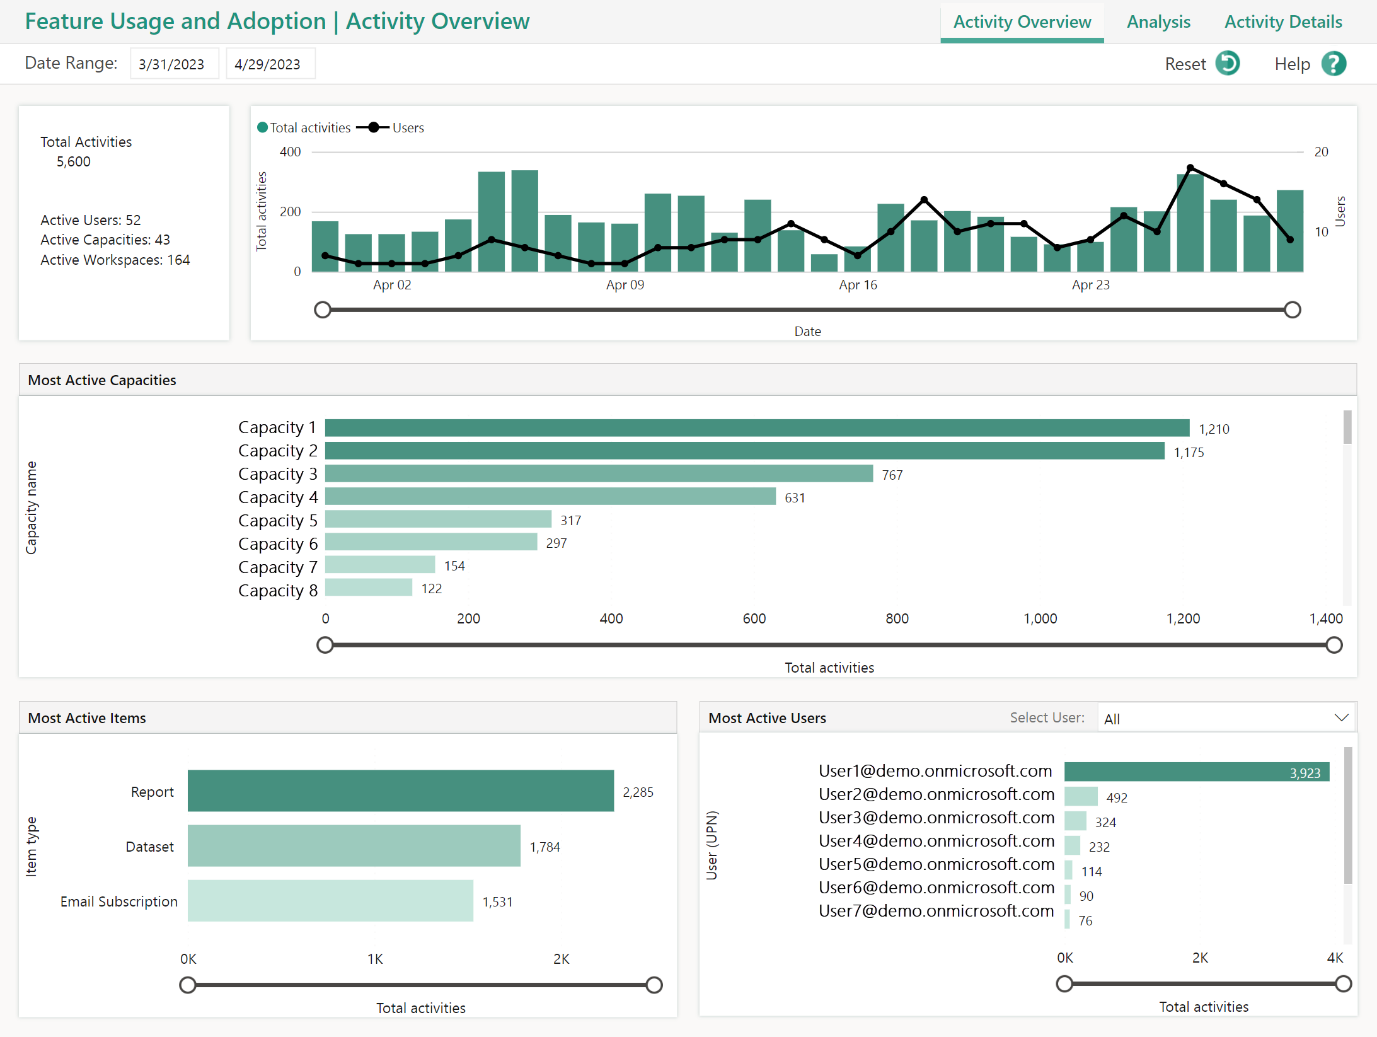 Feature Usage and Adoption | Activity Overview
Activity Overview
Analysis
Activity Details
Date Range:
3/31/2023
4/29/2023
Reset
Help
?
Total Activities
5,600
Active Users: 52
Active Capacities: 43
Active Workspaces: 164
Total activities
Users
400
200
0
Total activities
20
10
Users
Apr 02
Apr 09
Apr 16
Apr 23
Date
Most Active Capacities
Capacity name
Capacity 1 1,210
Capacity 2 1,175
Capacity 3 767
Capacity 4 631
Capacity 5 317
Capacity 6 297
Capacity 7 154
Capacity 8 122
0 200 400 600 800 1,000 1,200 1,400
Total activities
Most Active Items
Item type
Report 2,285
Dataset 1,784
Email Subscription 1,531
0K 1K 2K
Total activities
Most Active Users
Select User: All
User (UPN)
User1@demo.onmicrosoft.com 3,923
User2@demo.onmicrosoft.com 492
User3@demo.onmicrosoft.com 324
User4@demo.onmicrosoft.com 232
User5@demo.onmicrosoft.com 114
User6@demo.onmicrosoft.com 90
User7@demo.onmicrosoft.com 76
0K 2K 4K
Total activities